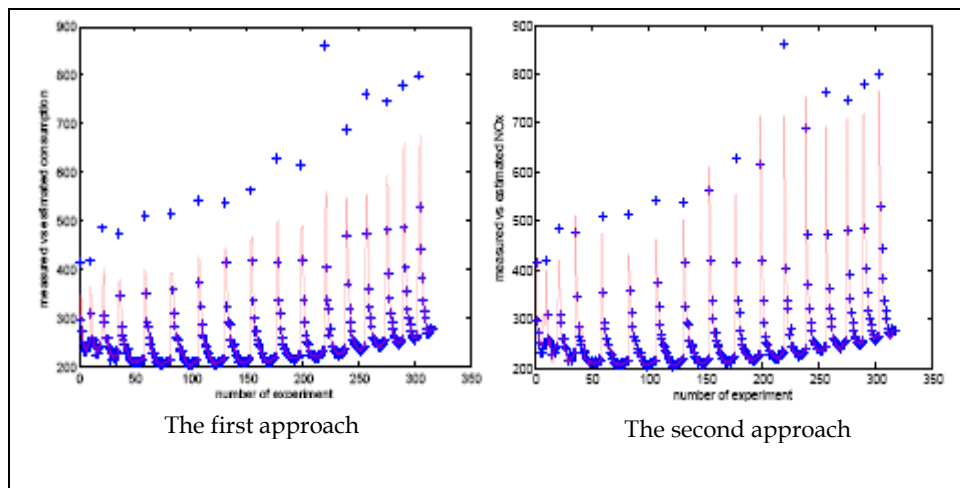 900
800
700
600
500
400
300
200
0 50 100 150 200 250 300 350
measured vs estimated consumption
number of experiment
The first approach
900
800
700
600
500
400
300
200
0 50 100 150 200 250 300 350
measured vs estimated NOx
number of experiment
The second approach